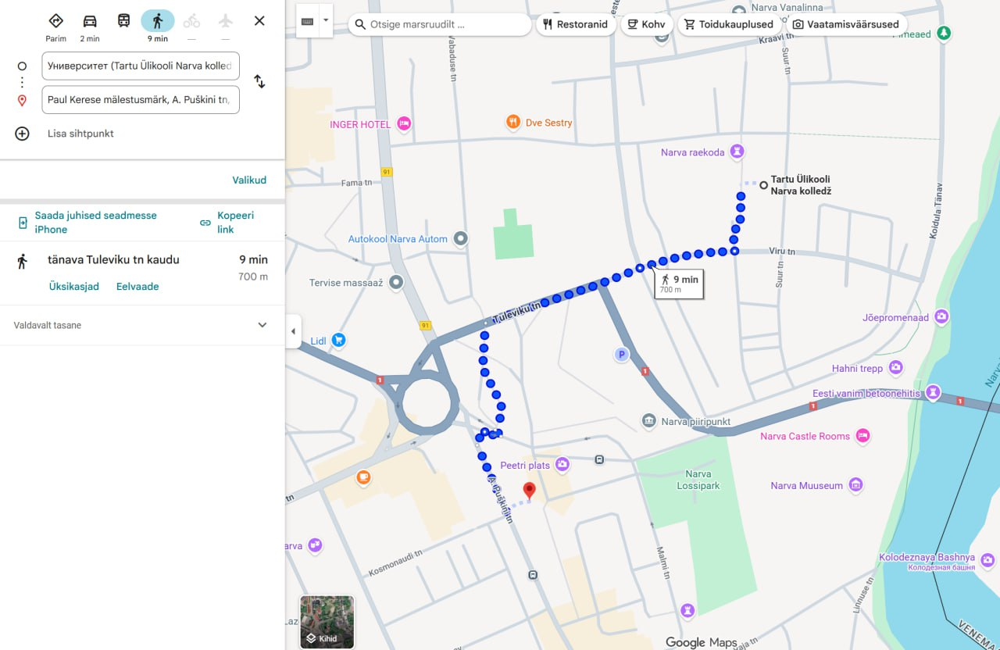 Parim
2 min
9 min
—
—
Университет (Tartu Ülikooli Narva kolled
Paul Kerese mälestusmärk, A. Puškini tn,
Lisa sihtpunkt
Valikud
Saada juhised seadmesse
iPhone
Kopeeri
link
tänava Tuleviku tn kaudu
9 min
700 m
Üksikasjad
Eelvaade
Valdavalt tasane
Otsige marsruudilt ...
Restoranid
Kohv
Toidukauplused
Vaatamisväärsused
Narva Vanalinna
Kraavi tn
Pimeaed
Vabaduse tn
Suur tn
INGER HOTEL
Dve Sestry
Narva raekoda
91
Fama tn
Tartu Ülikooli
Narva kolledž
Koidula Tänav
Autokool Narva Autom
Viru tn
Suur tn
Tervise massaaž
9 min
700 m
Tuleviku tn
91
Jõepromenaad
Lidl
P
1
1
Hahni trepp
Eesti vanim betoonehitis
1
1
Narva piiripunkt
Narva Castle Rooms
Peetri plats
Narva
Lossipark
Narva Muuseum
A. Puškini tn
tn
arva
Kosmonaudi tn
Malmi tn
Kolodeznaya Bashnya
Колодезная башня
Linnuse tn
Kihid
Google Maps
VENEMA